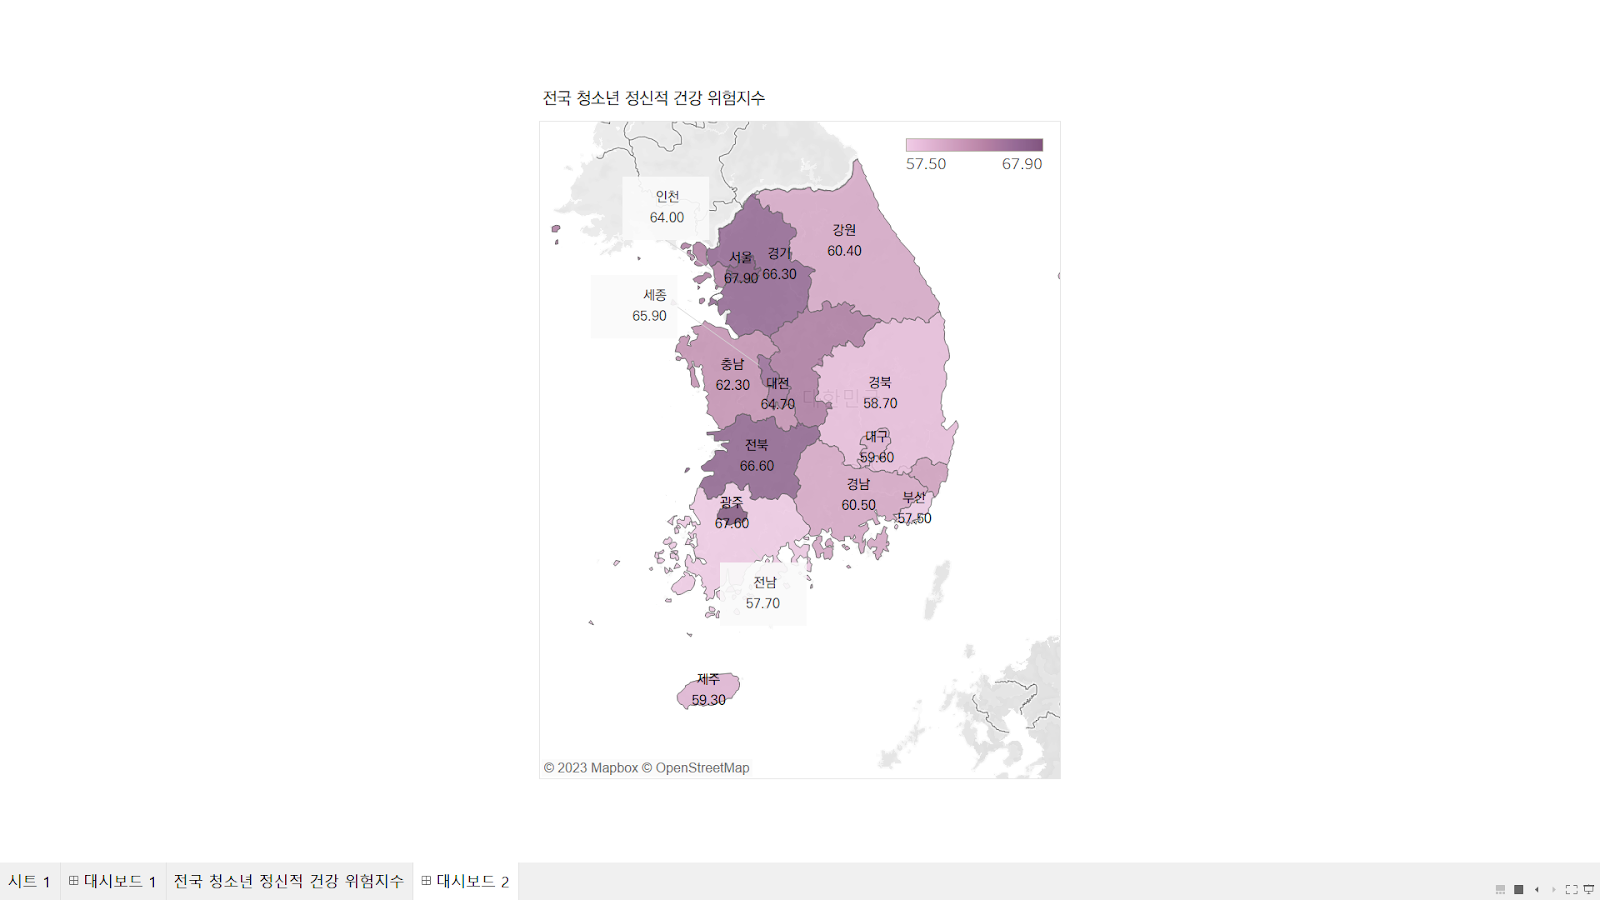 전국 청소년 정신적 건강 위험지수
57.50 67.90
인천
64.00
강원
60.40
서울
67.90
경기
66.30
세종
65.90
충남
62.30
대전
64.70
대한민국
경북
58.70
대구
59.60
전북
66.60
경남
60.50
부산
57.50
광주
67.60
전남
57.70
제주
59.30
© 2023 Mapbox © OpenStreetMap
시트 1 대시보드 1 전국 청소년 정신적 건강 위험지수 대시보드 2